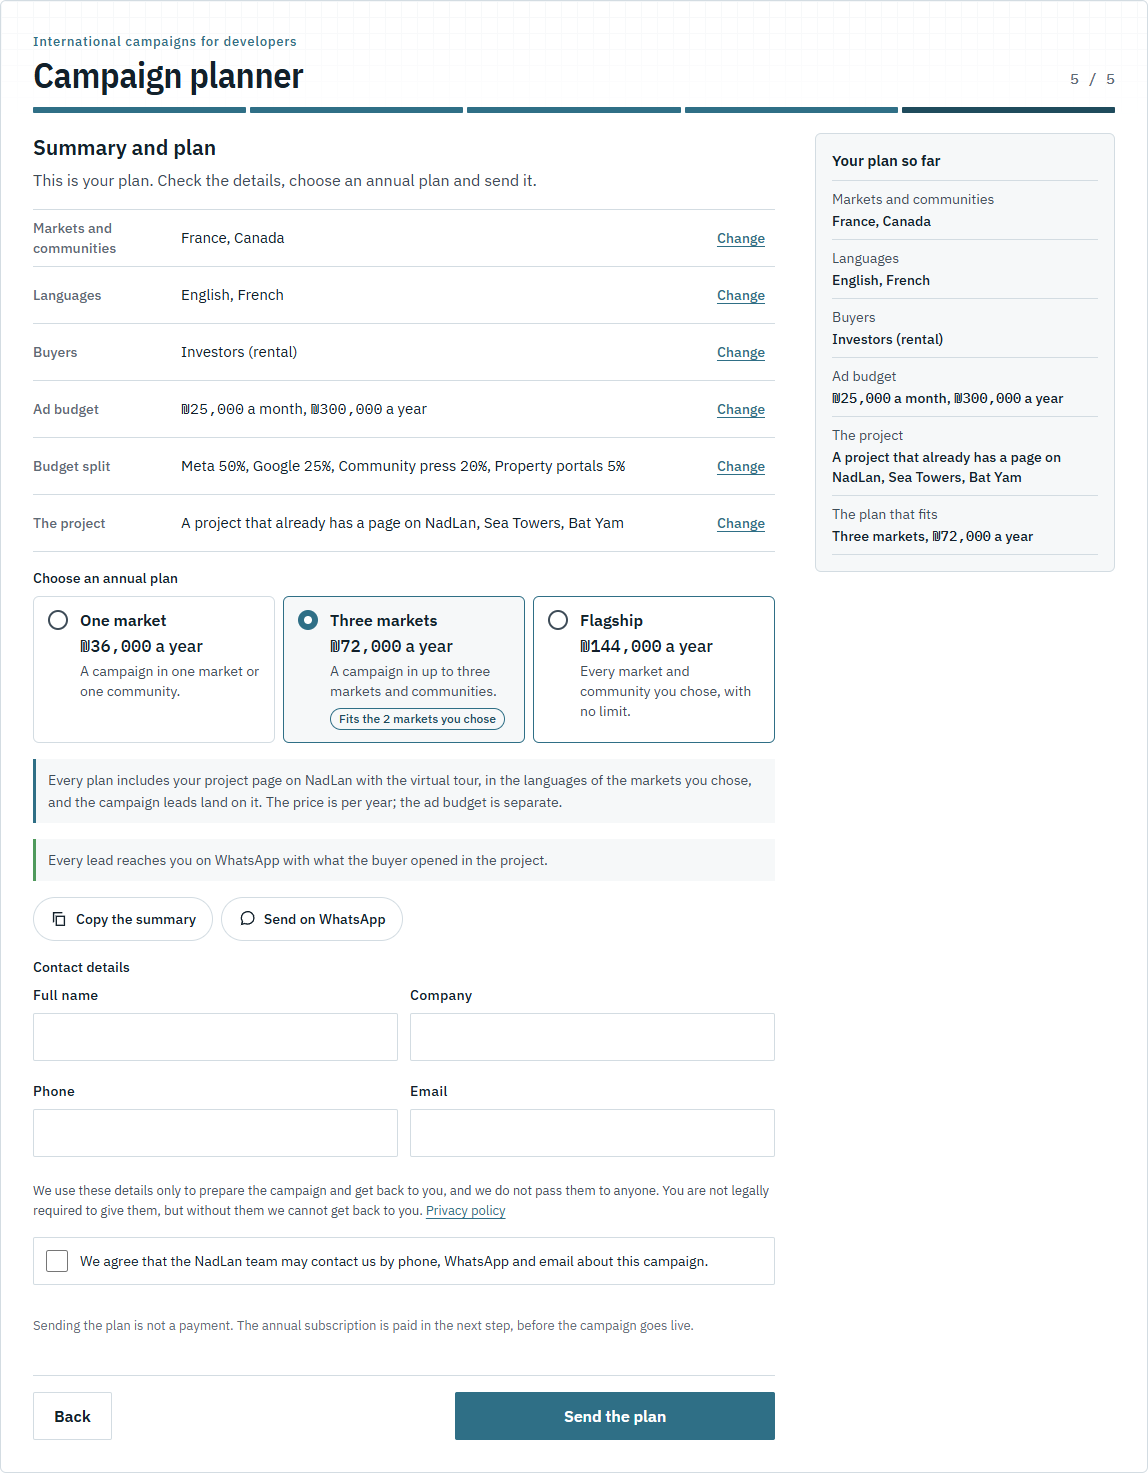 International campaigns for developers
Campaign planner
5 / 5
Summary and plan
This is your plan. Check the details, choose an annual plan and send it.
Markets and communities
France, Canada
Change
Languages
English, French
Change
Buyers
Investors (rental)
Change
Ad budget
₪25,000 a month, ₪300,000 a year
Change
Budget split
Meta 50%, Google 25%, Community press 20%, Property portals 5%
Change
The project
A project that already has a page on NadLan, Sea Towers, Bat Yam
Change
Choose an annual plan
One market
₪36,000 a year
A campaign in one market or
one community.
Three markets
₪72,000 a year
A campaign in up to three
markets and communities.
Fits the 2 markets you chose
Flagship
₪144,000 a year
Every market and
community you chose, with
no limit.
Every plan includes your project page on NadLan with the virtual tour, in the languages of the markets you chose,
and the campaign leads land on it. The price is per year; the ad budget is separate.
Every lead reaches you on WhatsApp with what the buyer opened in the project.
Copy the summary
Send on WhatsApp
Contact details
Full name
Company
Phone
Email
We use these details only to prepare the campaign and get back to you, and we do not pass them to anyone. You are not legally
required to give them, but without them we cannot get back to you. Privacy policy
We agree that the NadLan team may contact us by phone, WhatsApp and email about this campaign.
Sending the plan is not a payment. The annual subscription is paid in the next step, before the campaign goes live.
Back
Send the plan
Your plan so far
Markets and communities
France, Canada
Languages
English, French
Buyers
Investors (rental)
Ad budget
₪25,000 a month, ₪300,000 a year
The project
A project that already has a page on
NadLan, Sea Towers, Bat Yam
The plan that fits
Three markets, ₪72,000 a year